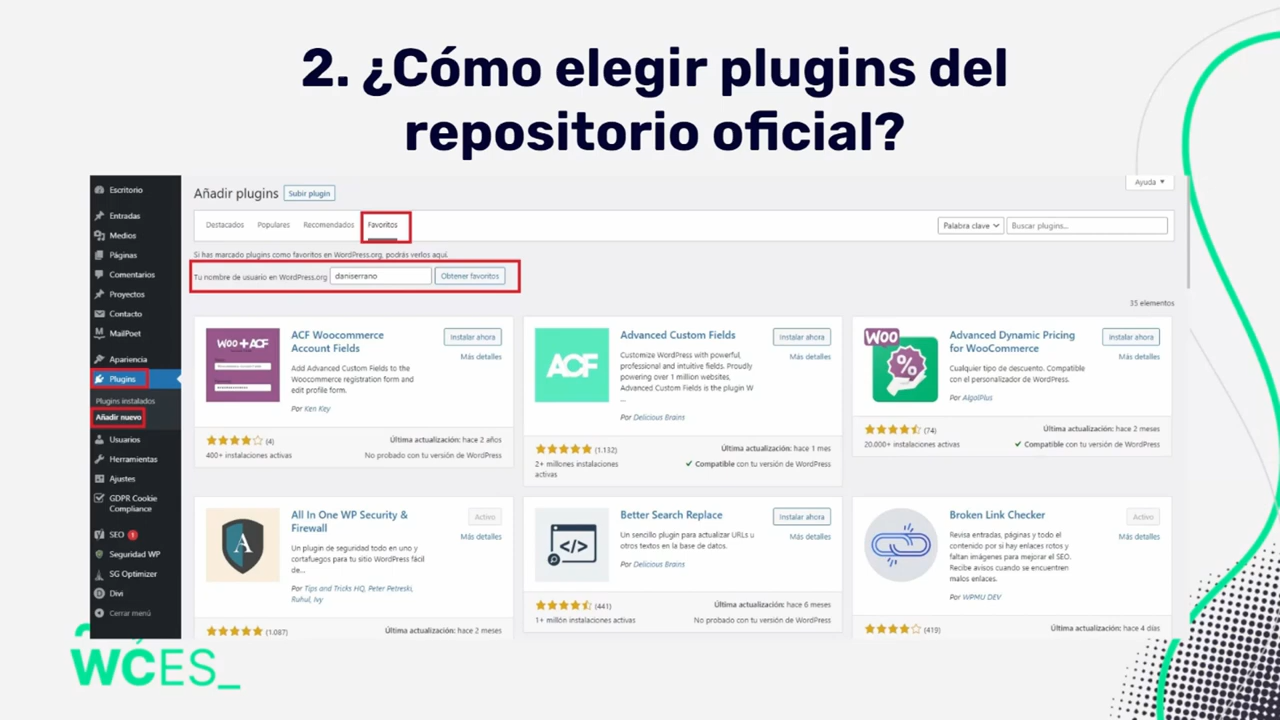 2. ¿Cómo elegir plugins del
repositorio oficial?
Escritorio
Entradas
Medios
Páginas
Comentarios
Proyectos
Contacto
MailPoet
Apariencia
Plugins
Plugins instalados
Añadir nuevo
Usuarios
Herramientas
Ajustes
GDPR Cookie
Compliance
SEO 1
Seguridad WP
SG Optimizer
Divi
Cerrar menú
Ayuda
Añadir plugins Subir plugin
Destacados Populares Recomendados Favoritos
Palabra clave Buscar plugins...
Si has marcado plugins como favoritos en WordPress.org, podrás verlos aquí.
Tu nombre de usuario en WordPress.org daniserrano Obtener favoritos
35 elementos
WOO + ACF
ACF Woocommerce
Account Fields
Instalar ahora
Más detalles
Add Advanced Custom Fields to the
Woocommerce registration form and
edit profile form.
Por Ken Key
(4)
400+ instalaciones activas
Última actualización: hace 2 años
No probado con tu versión de WordPress
ACF
Advanced Custom Fields
Instalar ahora
Más detalles
Customize WordPress with powerful,
professional and intuitive fields. Proudly
powering over 1 million websites,
Advanced Custom Fields is the plugin W
...
Por Delicious Brains
(1.132)
2+ millones instalaciones
activas
Última actualización: hace 1 mes
Compatible con tu versión de WordPress
WOO
%
Advanced Dynamic Pricing
for WooCommerce
Instalar ahora
Más detalles
Cualquier tipo de descuento. Compatible
con el personalizador de WordPress.
Por AlgolPlus
(74)
20.000+ instalaciones activas
Última actualización: hace 2 meses
Compatible con tu versión de WordPress
A
All In One WP Security &
Firewall
Activo
Más detalles
Un plugin de seguridad todo en uno y
cortafuegos para tu sitio WordPress fácil
de...
Por Tips and Tricks HQ, Peter Petreski,
Ruhul, Ivy
(1.087)
Última actualización: hace 2 meses
</>
Better Search Replace
Instalar ahora
Más detalles
Un sencillo plugin para actualizar URLs u
otros textos en la base de datos.
Por Delicious Brains
(441)
1+ millón instalaciones activas
Última actualización: hace 6 meses
No probado con tu versión de WordPress
Broken Link Checker
Activo
Más detalles
Revisa entradas, páginas y todo el
contenido por si hay enlaces rotos y
faltan imágenes para mejorar el SEO.
Recibe avisos cuando se encuentren
malos enlaces.
Por WPMU DEV
(419)
Última actualización: hace 4 días
WCES_